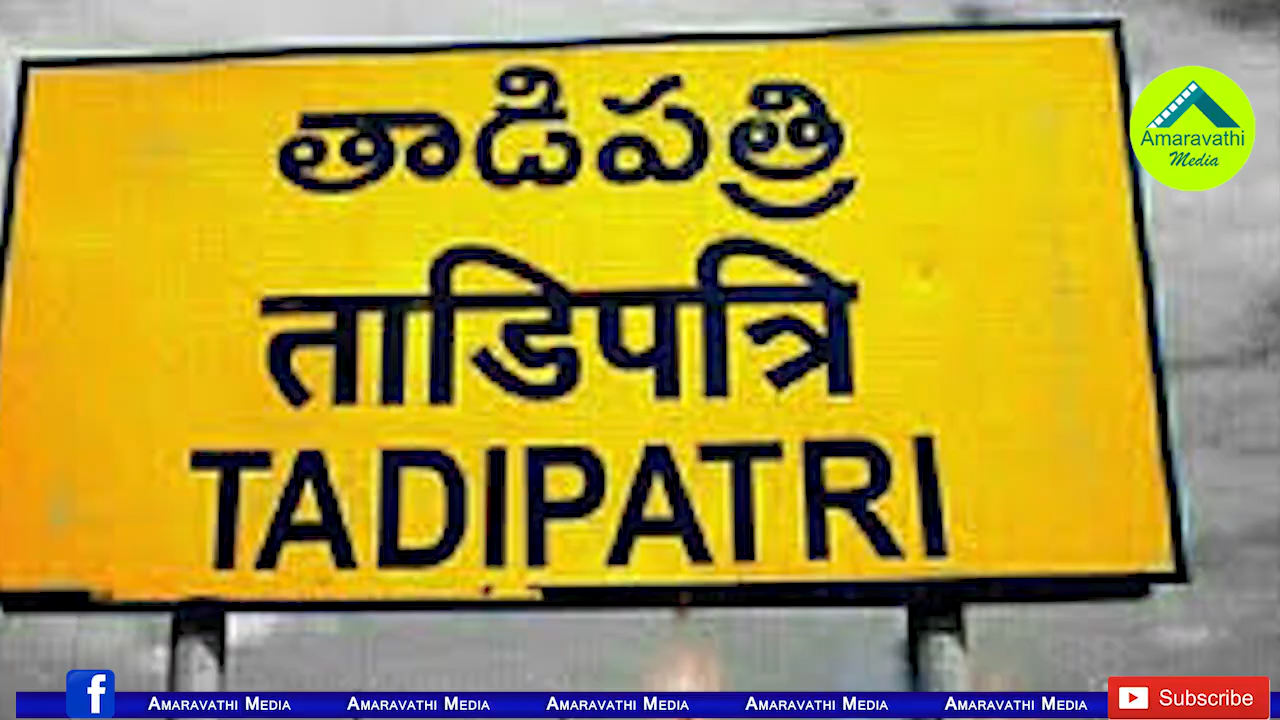 తాడిపత్రి
ताडिपत्रि
TADIPATRI
Amaravathi
Media
f Amaravathi Media Amaravathi Media Amaravathi Media Amaravathi Media Amaravathi Media Subscribe